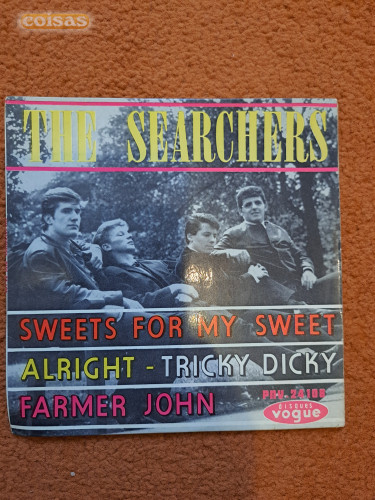 coisas
THE SEARCHERS
SWEETS FOR MY SWEET
ALRIGHT - TRICKY DICKY
FARMER JOHN
DISQUES
vogue